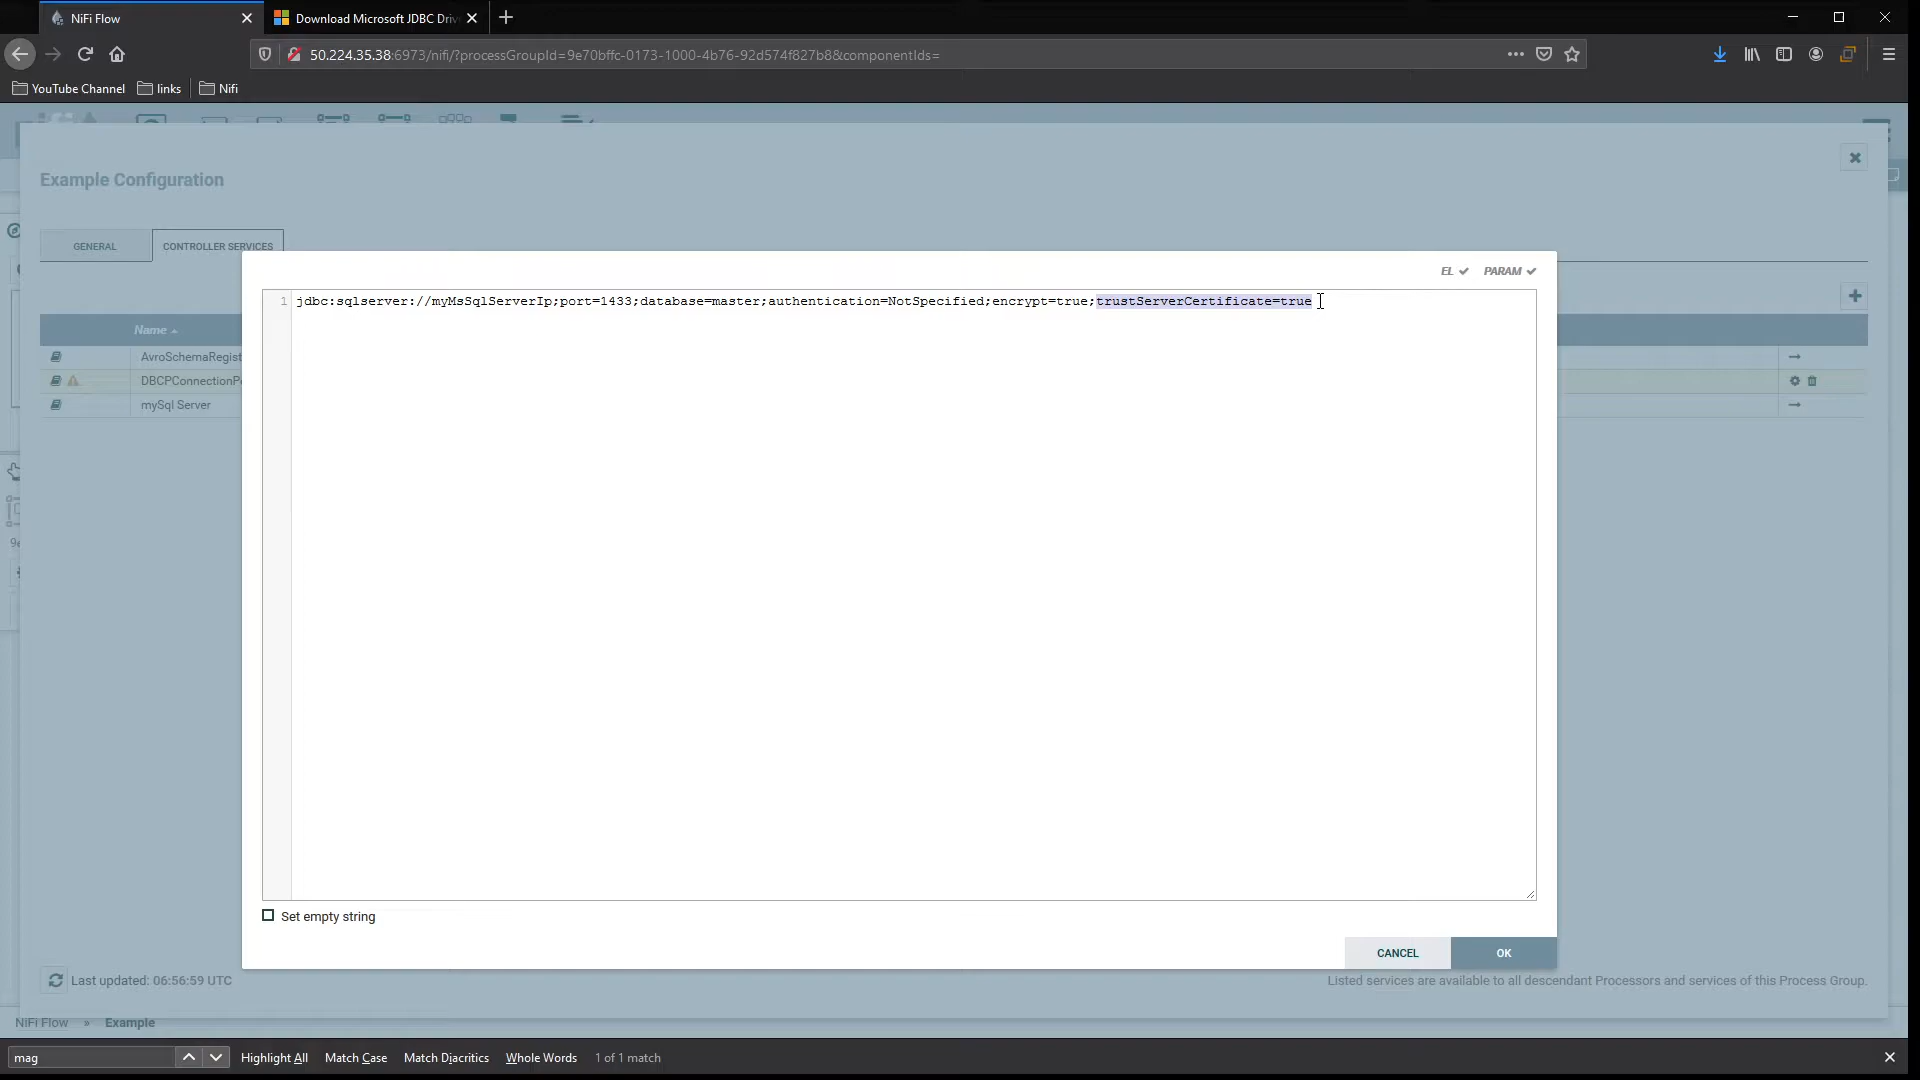 NiFi Flow
Download Microsoft JDBC Driv
50.224.35.38:6973/nifi/?processGroupId=9e70bffc-0173-1000-4b76-92d574f827b8&componentIds=
YouTube Channel links Nifi
Example Configuration
GENERAL CONTROLLER SERVICES
EL PARAM
1 jdbc:sqlserver://myMsSqlServerIp;port=1433;database=master;authentication=NotSpecified;encrypt=true;trustServerCertificate=true
Name
AvroSchemaRegist
DBCPConnectionPo
mySql Server
Set empty string
CANCEL OK
Last updated: 06:56:59 UTC
Listed services are available to all descendant Processors and services of this Process Group.
NiFi Flow » Example
mag Highlight All Match Case Match Diacritics Whole Words 1 of 1 match